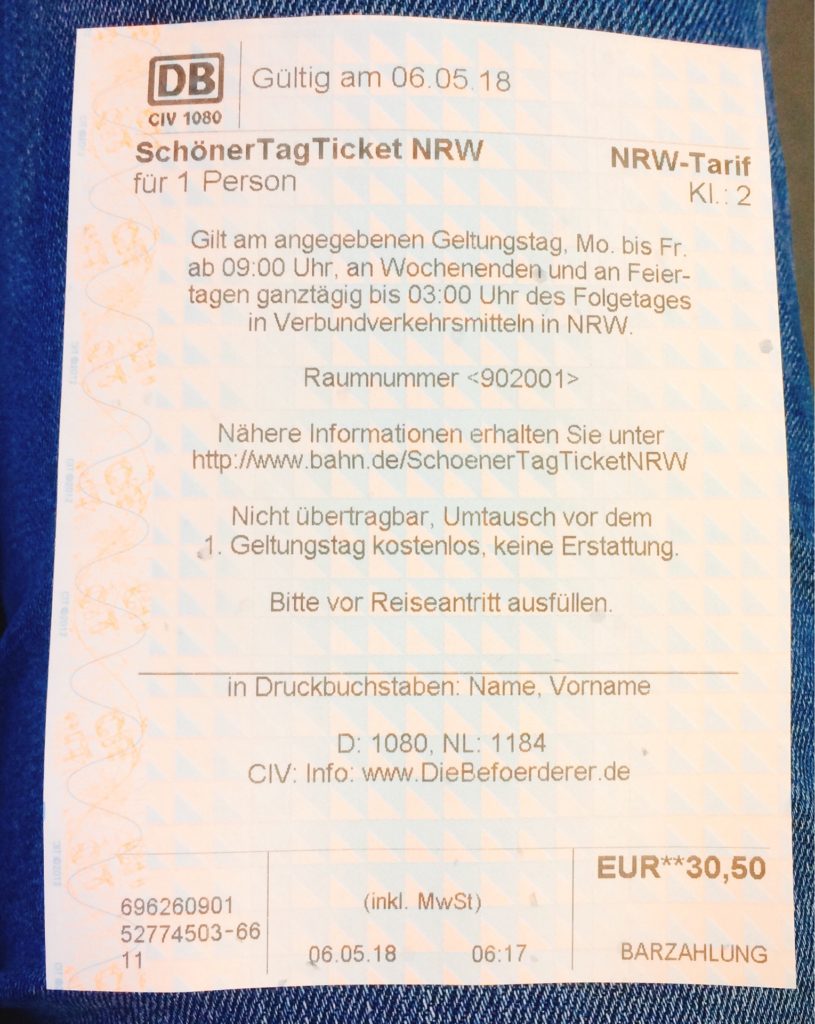 DB
CIV 1080
Gültig am 06.05.18
SchönerTagTicket NRW
NRW-Tarif
für 1 Person
Kl.: 2
Gilt am angegebenen Geltungstag, Mo. bis Fr.
ab 09:00 Uhr, an Wochenenden und an Feier-
tagen ganztägig bis 03:00 Uhr des Folgetages
in Verbundverkehrsmitteln in NRW.
Raumnummer <902001>
Nähere Informationen erhalten Sie unter
http://www.bahn.de/SchoenerTagTicketNRW
Nicht übertragbar, Umtausch vor dem
1. Geltungstag kostenlos, keine Erstattung.
Bitte vor Reiseantritt ausfüllen.
in Druckbuchstaben: Name, Vorname
D: 1080, NL: 1184
CIV: Info: www.DieBefoerderer.de
EUR**30,50
696260901
(inkl. MwSt)
52774503-66
11
06.05.18 06:17
BARZAHLUNG